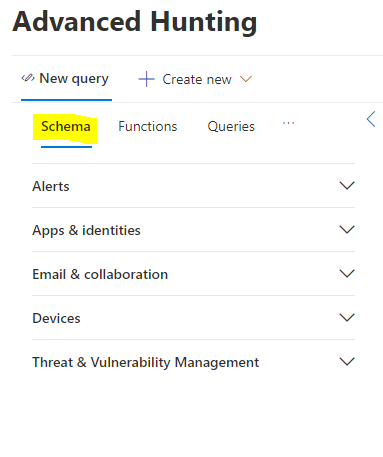 Advanced Hunting
New query Create new
Schema Functions Queries ...
Alerts
Apps & identities
Email & collaboration
Devices
Threat & Vulnerability Management